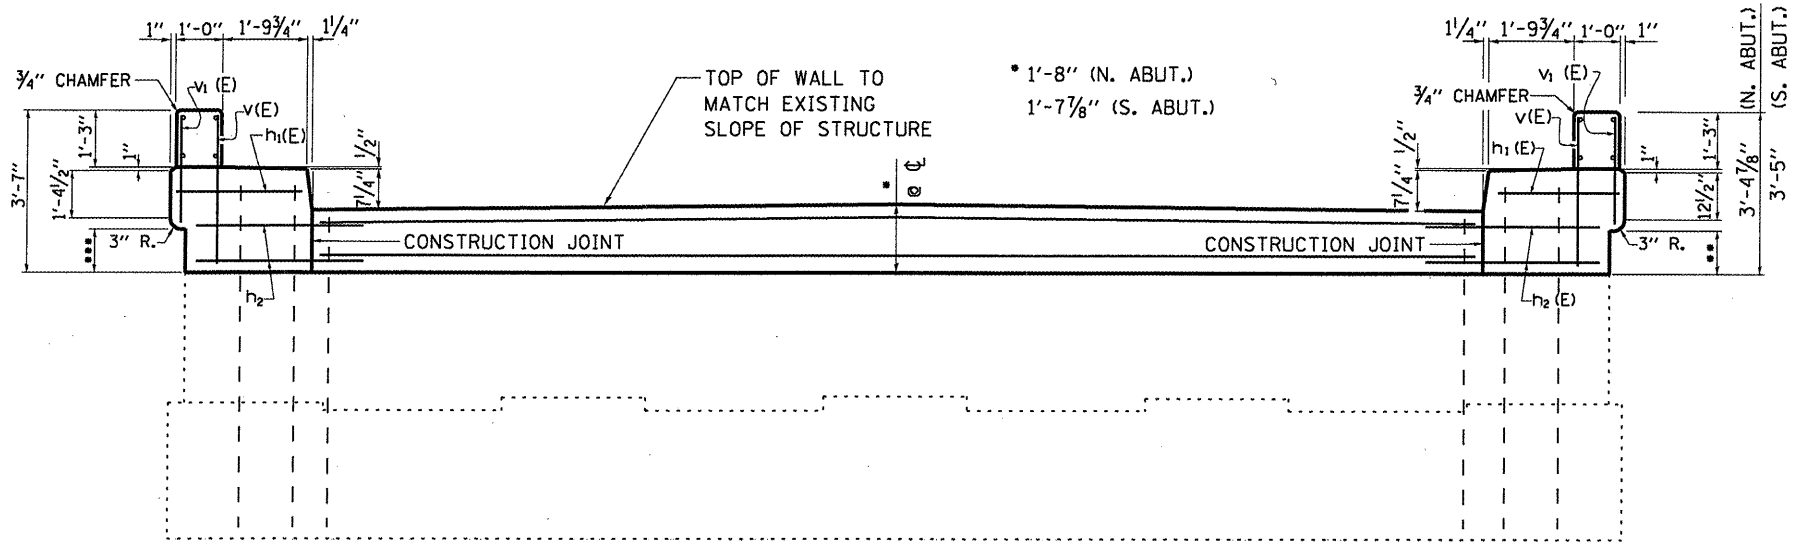 1" 1'-0" 1'-9¾" 1¼"
1¼" 1'-9¾" 1'-0" 1"
(N. ABUT.)
(S. ABUT.)
¾" CHAMFER
v₁ (E)
v(E)
h₁(E)
TOP OF WALL TO
MATCH EXISTING
SLOPE OF STRUCTURE
* 1'-8" (N. ABUT.)
1'-7⅞" (S. ABUT.)
v₁ (E)
¾" CHAMFER
v(E)
h₁ (E)
3'-7"
1'-3"
1"
1'-4½"
***
½"
7¼"
* @ ℄
½"
7¼"
1'-3"
1"
12½"
**
3'-4⅞"
3'-5"
3" R.
CONSTRUCTION JOINT
CONSTRUCTION JOINT
3" R.
h₂
h₂ (E)